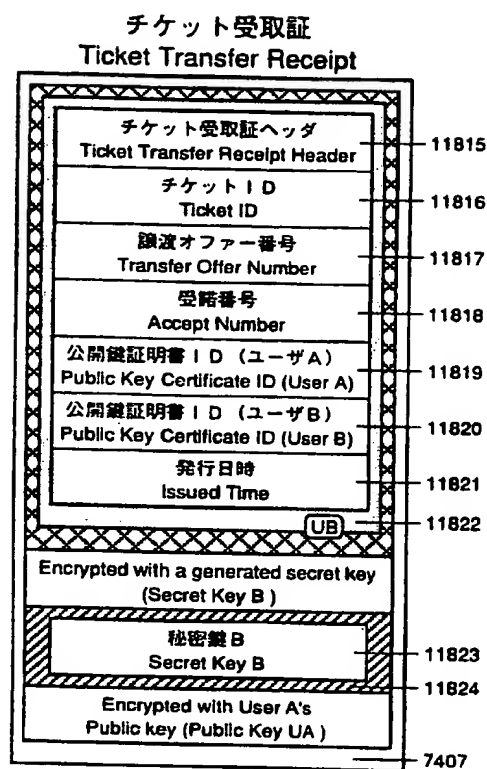 チケット受取証
Ticket Transfer Receipt
チケット受取証ヘッダ
Ticket Transfer Receipt Header
11815
チケットID
Ticket ID
11816
譲渡オファー番号
Transfer Offer Number
11817
受諾番号
Accept Number
11818
公開鍵証明書ID(ユーザA)
Public Key Certificate ID (User A)
11819
公開鍵証明書ID(ユーザB)
Public Key Certificate ID (User B)
11820
発行日時
Issued Time
11821
UB
11822
Encrypted with a generated secret key
(Secret Key B )
秘密鍵B
Secret Key B
11823
11824
Encrypted with User A's
Public key (Public Key UA )
7407